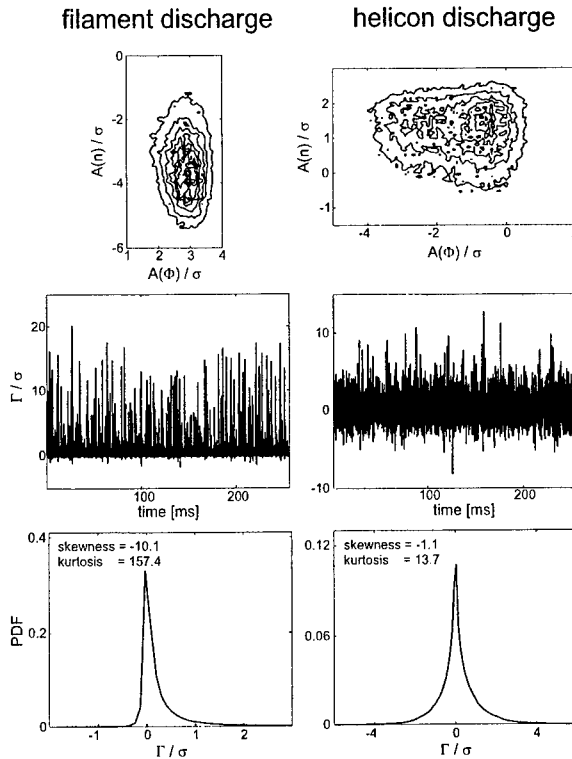 filament discharge
helicon discharge
0
-2
-4
-6
A(n) / σ
1 2 3 4
A(Φ) / σ
2
1
0
-1
A(n) / σ
-4 -2 0
A(Φ) / σ
20
10
0
Γ / σ
100 200
time [ms]
10
0
-10
100 200
time [ms]
0.4
0.2
0
PDF
skewness = -10.1
kurtosis = 157.4
-1 0 1 2
Γ / σ
0.12
0.06
0
skewness = -1.1
kurtosis = 13.7
-4 0 4
Γ / σ